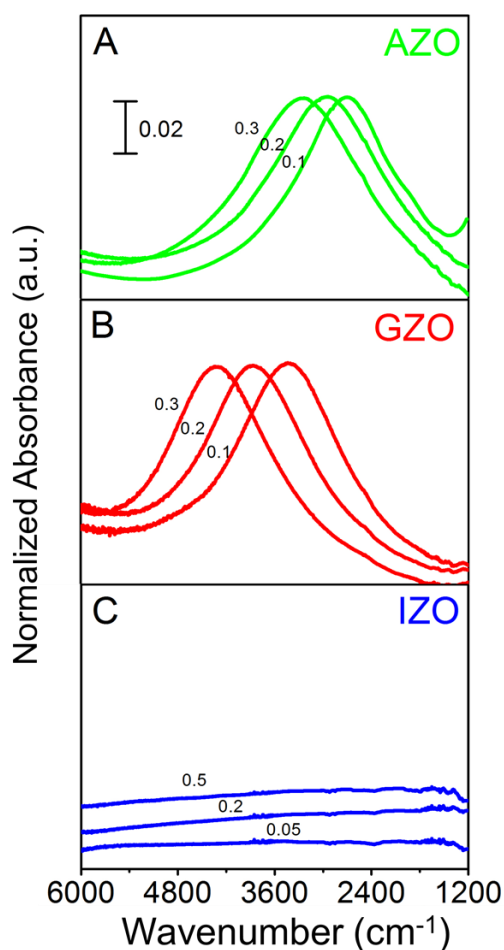 Normalized Absorbance (a.u.)
A
AZO
0.02
0.3
0.2
0.1
B
GZO
0.3
0.2
0.1
C
IZO
0.5
0.2
0.05
6000 4800 3600 2400 1200
Wavenumber (cm⁻¹)